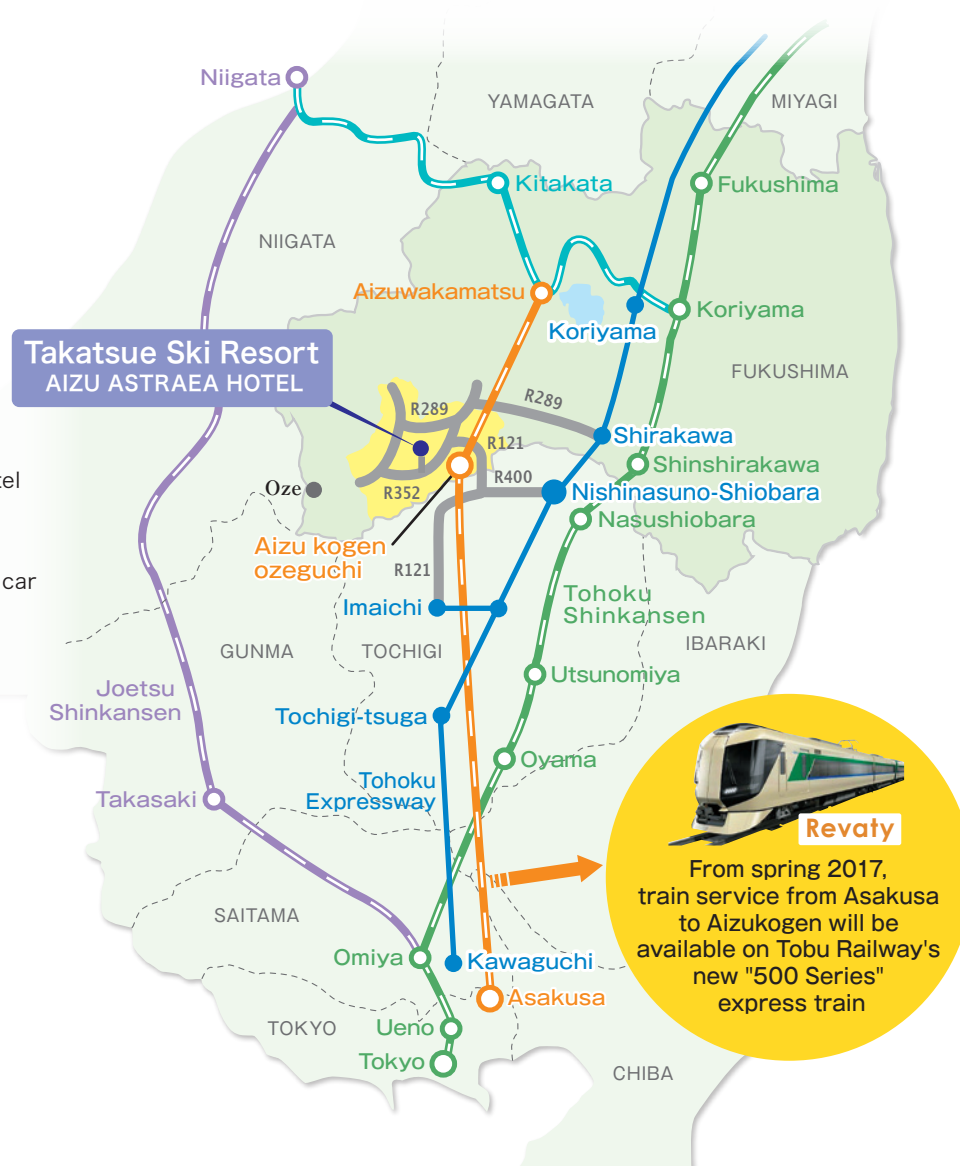 Niigata
YAMAGATA
MIYAGI
Kitakata
Fukushima
NIIGATA
Aizuwakamatsu
Koriyama
Koriyama
Takatsue Ski Resort
AIZU ASTRAEA HOTEL
FUKUSHIMA
R289
R289
Shirakawa
R121
Shinshirakawa
tel
R400
Oze
R352
Nishinasuno-Shiobara
Nasushiobara
Aizu kogen
ozeguchi
R121
car
Imaichi
Tohoku
Shinkansen
GUNMA
TOCHIGI
IBARAKI
Utsunomiya
Joetsu
Shinkansen
Tochigi-tsuga
Oyama
Tohoku
Expressway
Takasaki
Revaty
From spring 2017,
train service from Asakusa
to Aizukogen will be
available on Tobu Railway's
new "500 Series"
express train
SAITAMA
Omiya
Kawaguchi
Asakusa
TOKYO
Ueno
Tokyo
CHIBA